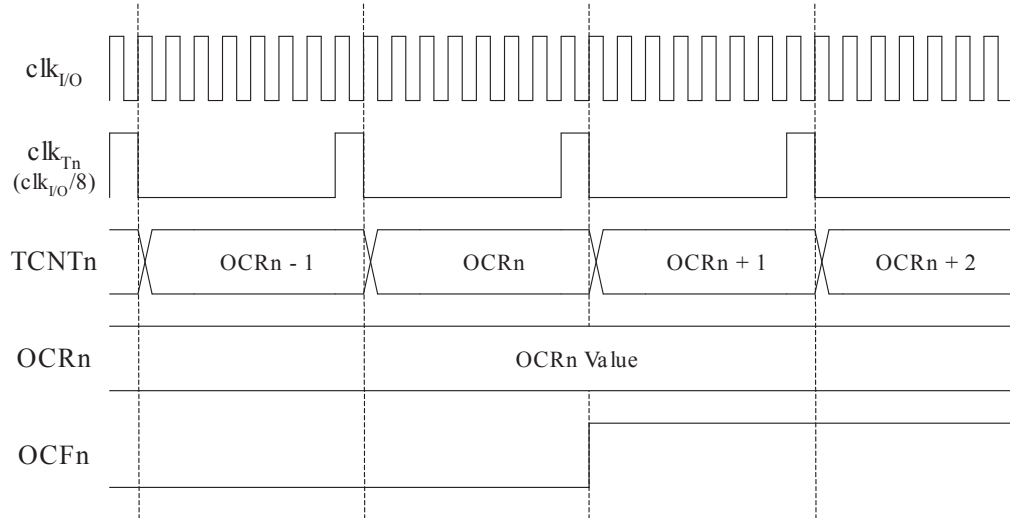 clkI/O
clkTn
(clkI/O/8)
TCNTn OCRn - 1 OCRn OCRn + 1 OCRn + 2
OCRn OCRn Value
OCFn